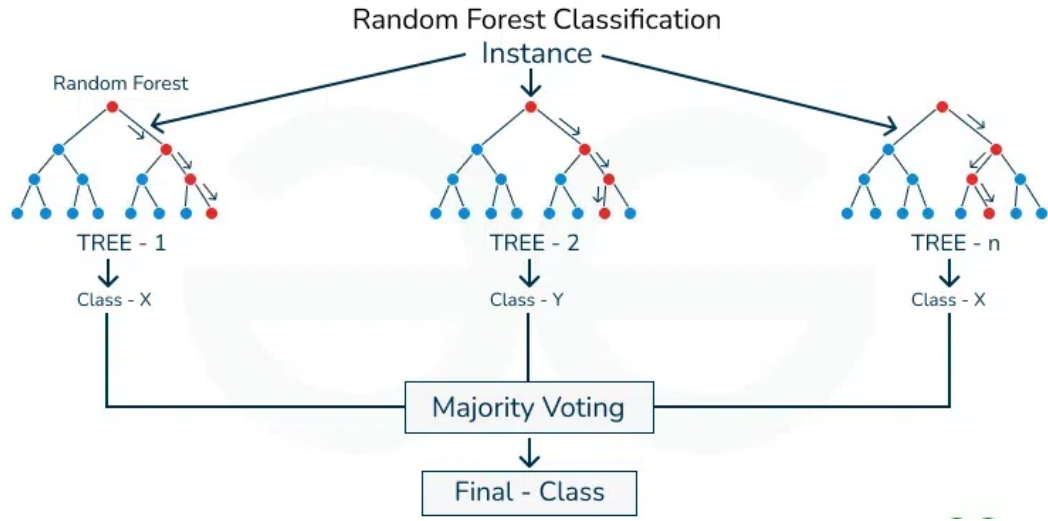 Random Forest Classification
Instance
Random Forest
TREE - 1
TREE - 2
TREE - n
Class - X
Class - Y
Class - X
Majority Voting
Final - Class